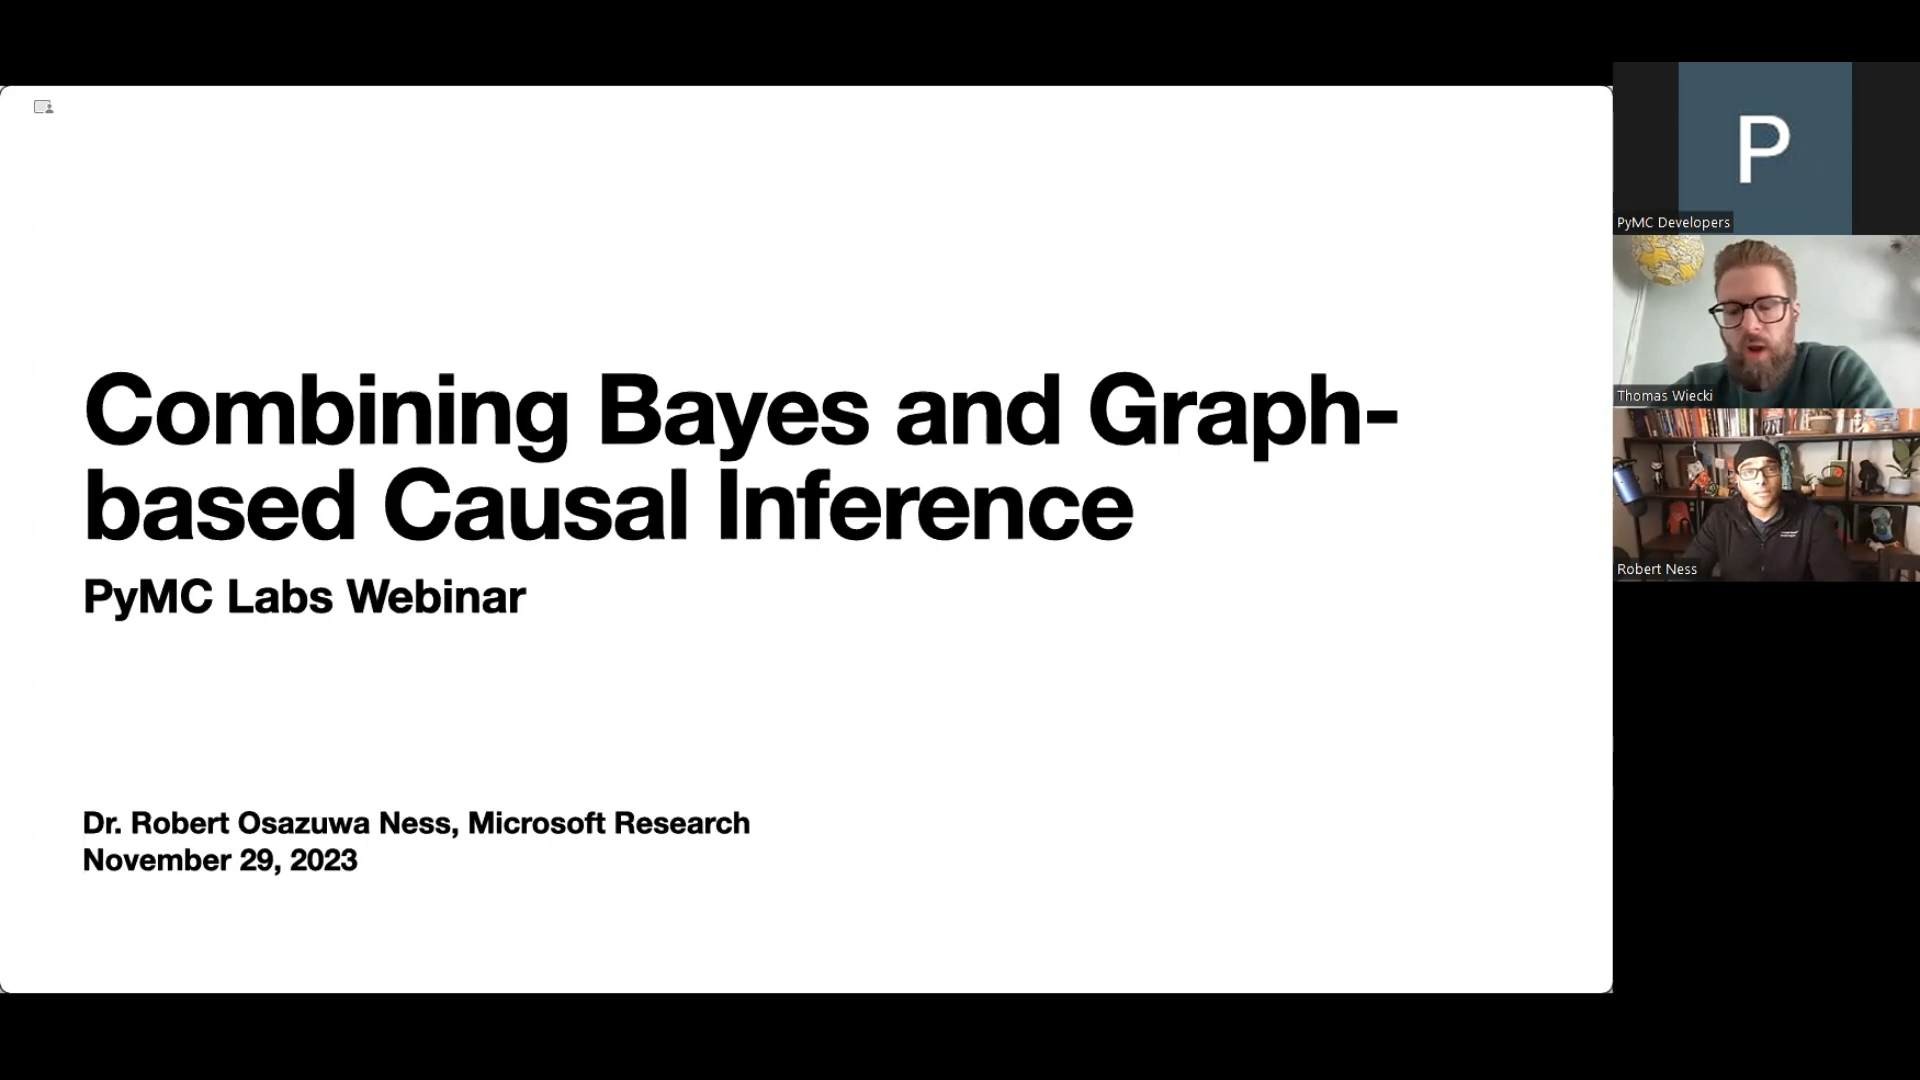 Combining Bayes and Graph-
based Causal Inference
PyMC Labs Webinar
Dr. Robert Osazuwa Ness, Microsoft Research
November 29, 2023
P
PyMC Developers
Thomas Wiecki
Robert Ness